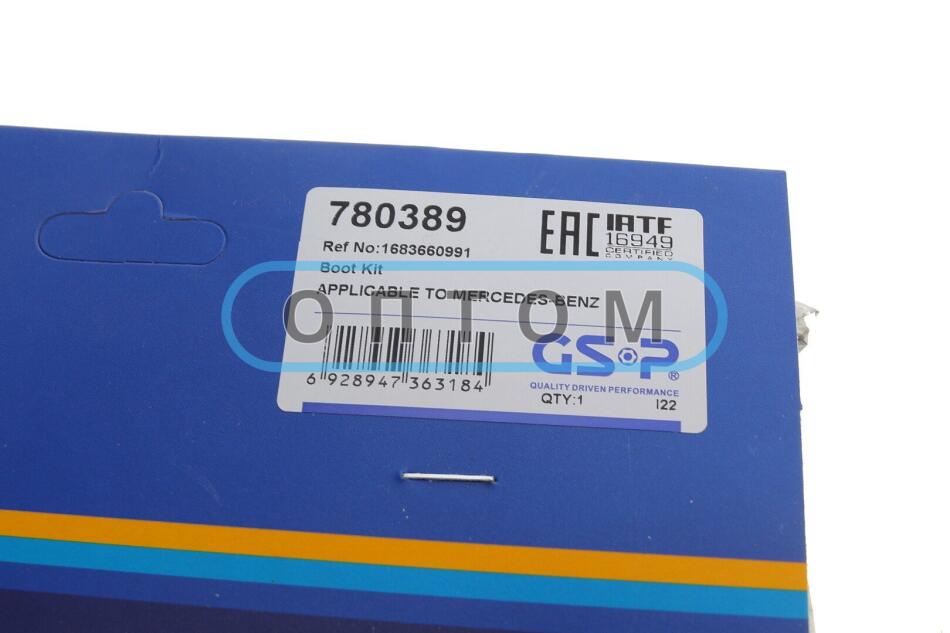 780389
EAC IATF
16949
CERTIFIED
COMPANY
Ref No:1683660991
Boot Kit
APPLICABLE TO MERCEDES-BENZ
ОПТОМ
GSP®
6 928947 363184
QUALITY DRIVEN PERFORMANCE
QTY:1 I22